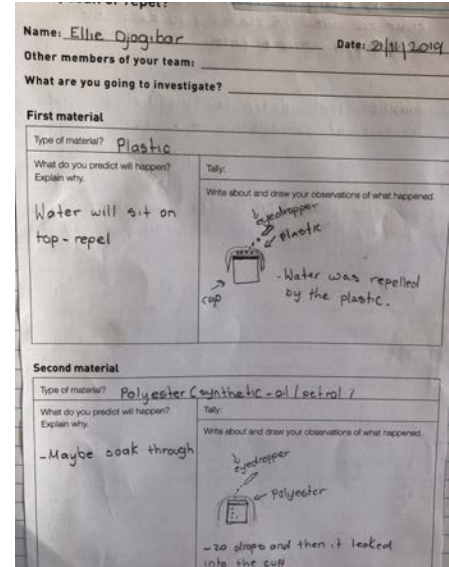 or repel?
Name: Ellie Djogibar
Date: 21/11/2019
Other members of your team:
What are you going to investigate?
First material
Type of material? Plastic
What do you predict will happen?
Explain why.
Water will sit on
top - repel
Tally:
Write about and draw your observations of what happened.
eyedropper
plastic
cup
- Water was repelled
by the plastic.
Second material
Type of material? Polyester (synthetic - oil
What do you predict will happen?
Explain why.
- Maybe soak through
Tally:
Write about and draw your observations of what happened.
eyedropper
Polyester
- 20 drops and then it leaked
into the cup